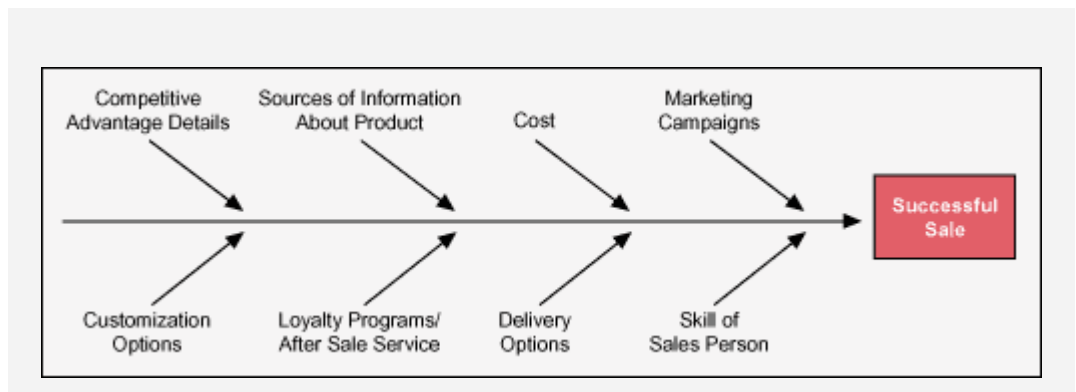 Competitive
Advantage Details
Sources of Information
About Product
Cost
Marketing
Campaigns
Successful
Sale
Customization
Options
Loyalty Programs/
After Sale Service
Delivery
Options
Skill of
Sales Person